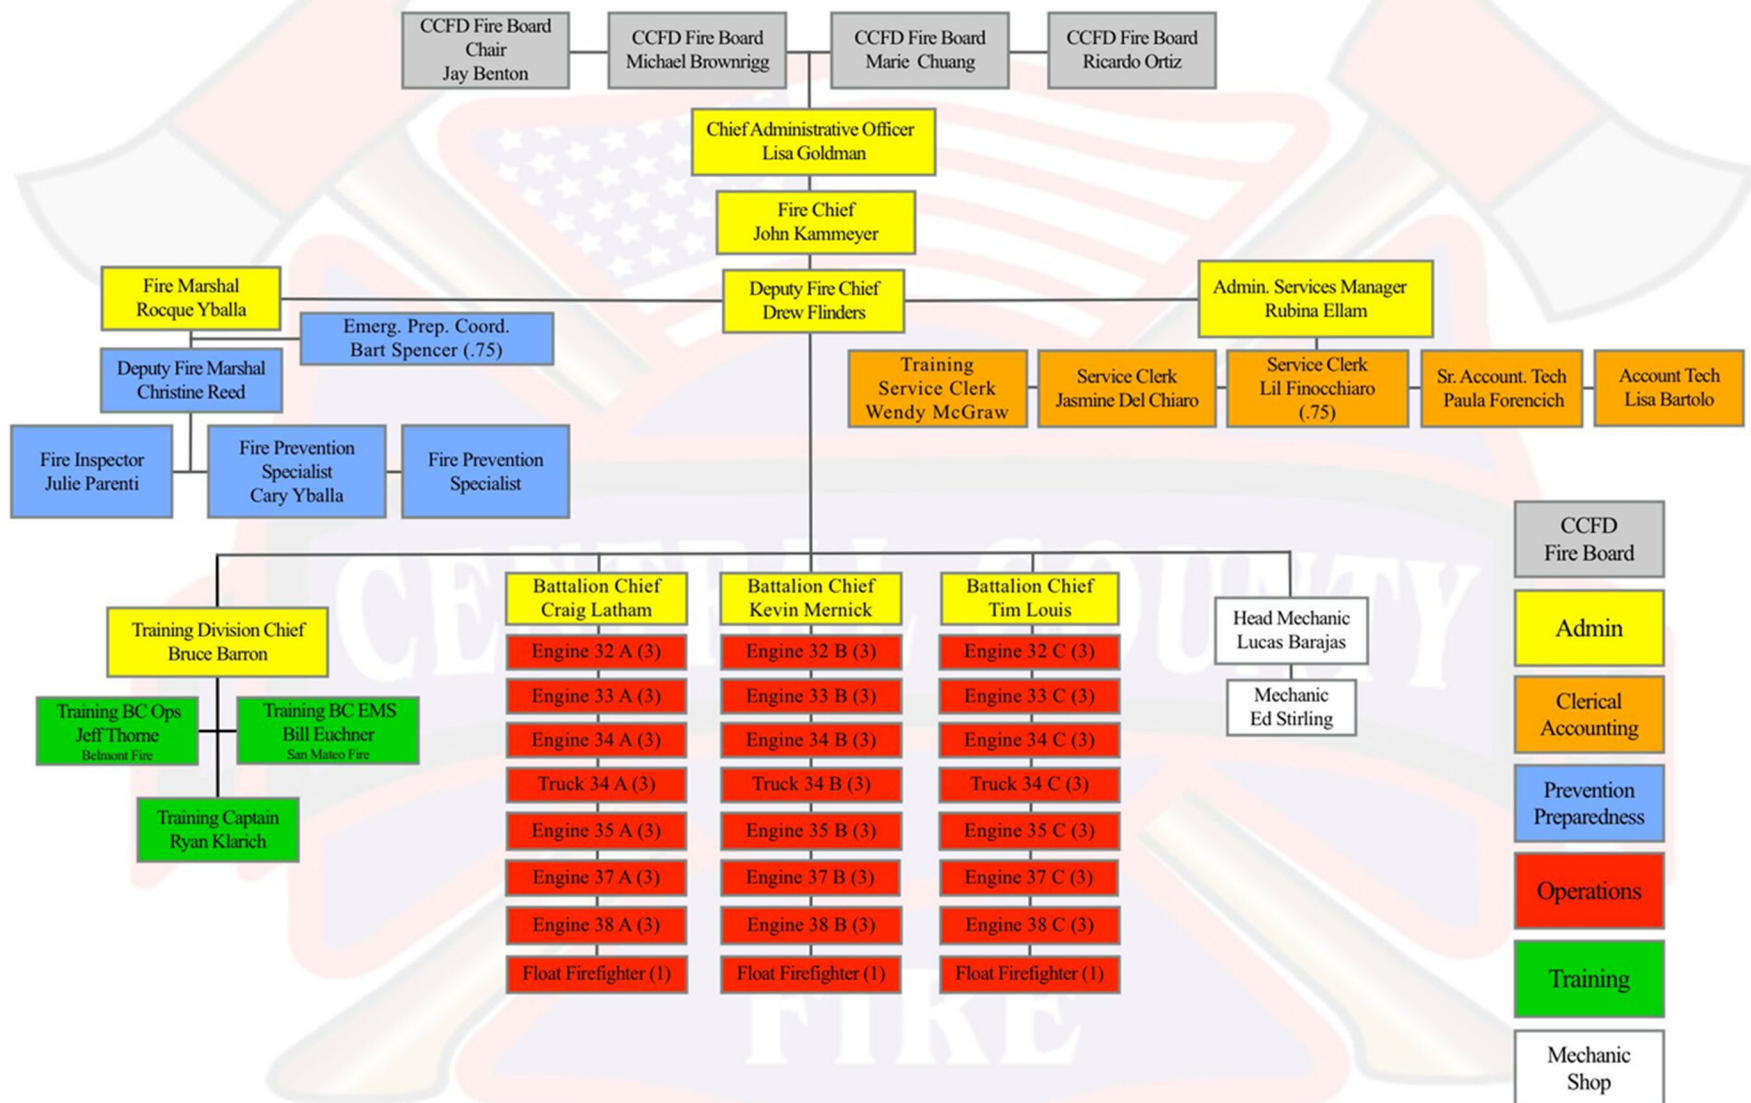 CCFD Fire Board
Chair
Jay Benton
CCFD Fire Board
Michael Brownrigg
CCFD Fire Board
Marie Chuang
CCFD Fire Board
Ricardo Ortiz
Chief Administrative Officer
Lisa Goldman
Fire Chief
John Kammeyer
Fire Marshal
Rocque Yballa
Deputy Fire Chief
Drew Flinders
Admin. Services Manager
Rubina Ellam
Emerg. Prep. Coord.
Bart Spencer (.75)
Deputy Fire Marshal
Christine Reed
Training
Service Clerk
Wendy McGraw
Service Clerk
Jasmine Del Chiaro
Service Clerk
Lil Finocchiaro
(.75)
Sr. Account. Tech
Paula Forencich
Account Tech
Lisa Bartolo
Fire Inspector
Julie Parenti
Fire Prevention
Specialist
Cary Yballa
Fire Prevention
Specialist
Training Division Chief
Bruce Barron
Training BC Ops
Jeff Thorne
Belmont Fire
Training BC EMS
Bill Euchner
San Mateo Fire
Training Captain
Ryan Klarich
Battalion Chief
Craig Latham
Engine 32 A (3)
Engine 33 A (3)
Engine 34 A (3)
Truck 34 A (3)
Engine 35 A (3)
Engine 37 A (3)
Engine 38 A (3)
Float Firefighter (1)
Battalion Chief
Kevin Mernick
Engine 32 B (3)
Engine 33 B (3)
Engine 34 B (3)
Truck 34 B (3)
Engine 35 B (3)
Engine 37 B (3)
Engine 38 B (3)
Float Firefighter (1)
Battalion Chief
Tim Louis
Engine 32 C (3)
Engine 33 C (3)
Engine 34 C (3)
Truck 34 C (3)
Engine 35 C (3)
Engine 37 C (3)
Engine 38 C (3)
Float Firefighter (1)
Head Mechanic
Lucas Barajas
Mechanic
Ed Stirling
CCFD
Fire Board
Admin
Clerical
Accounting
Prevention
Preparedness
Operations
Training
Mechanic
Shop
CENTRAL COUNTY
FIRE